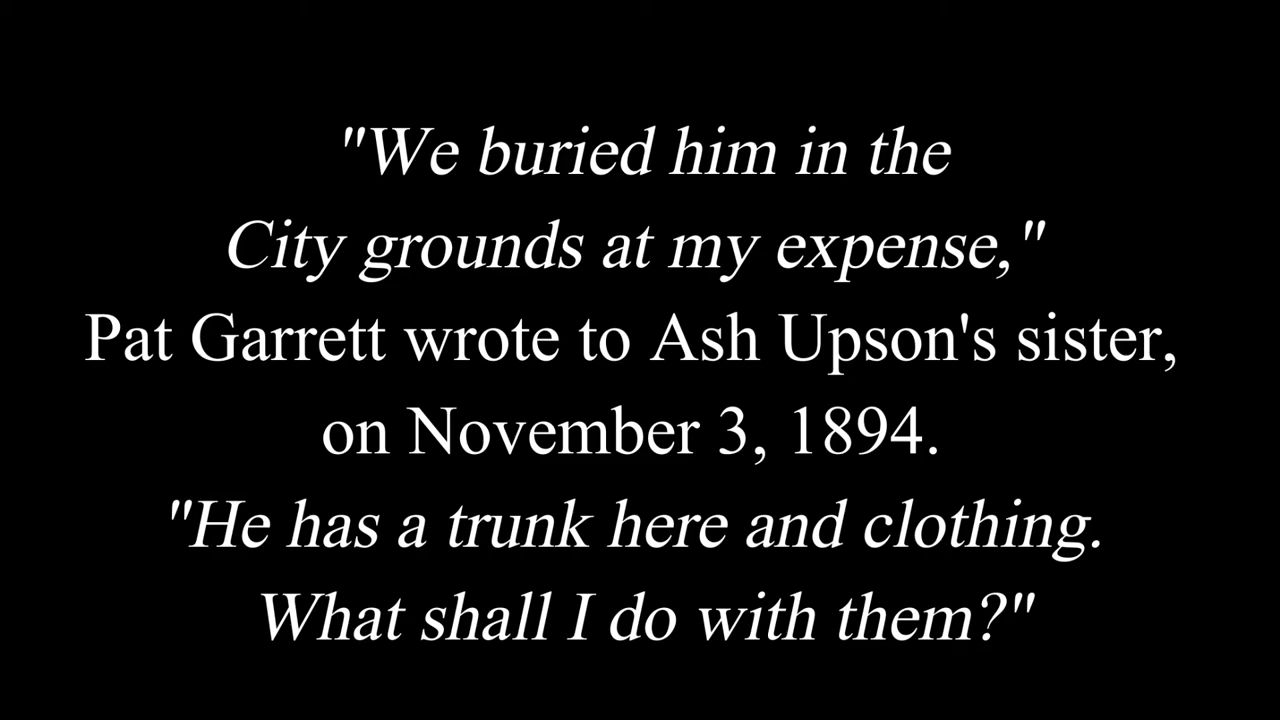 "We buried him in the
City grounds at my expense,"
Pat Garrett wrote to Ash Upson's sister,
on November 3, 1894.
"He has a trunk here and clothing.
What shall I do with them?"